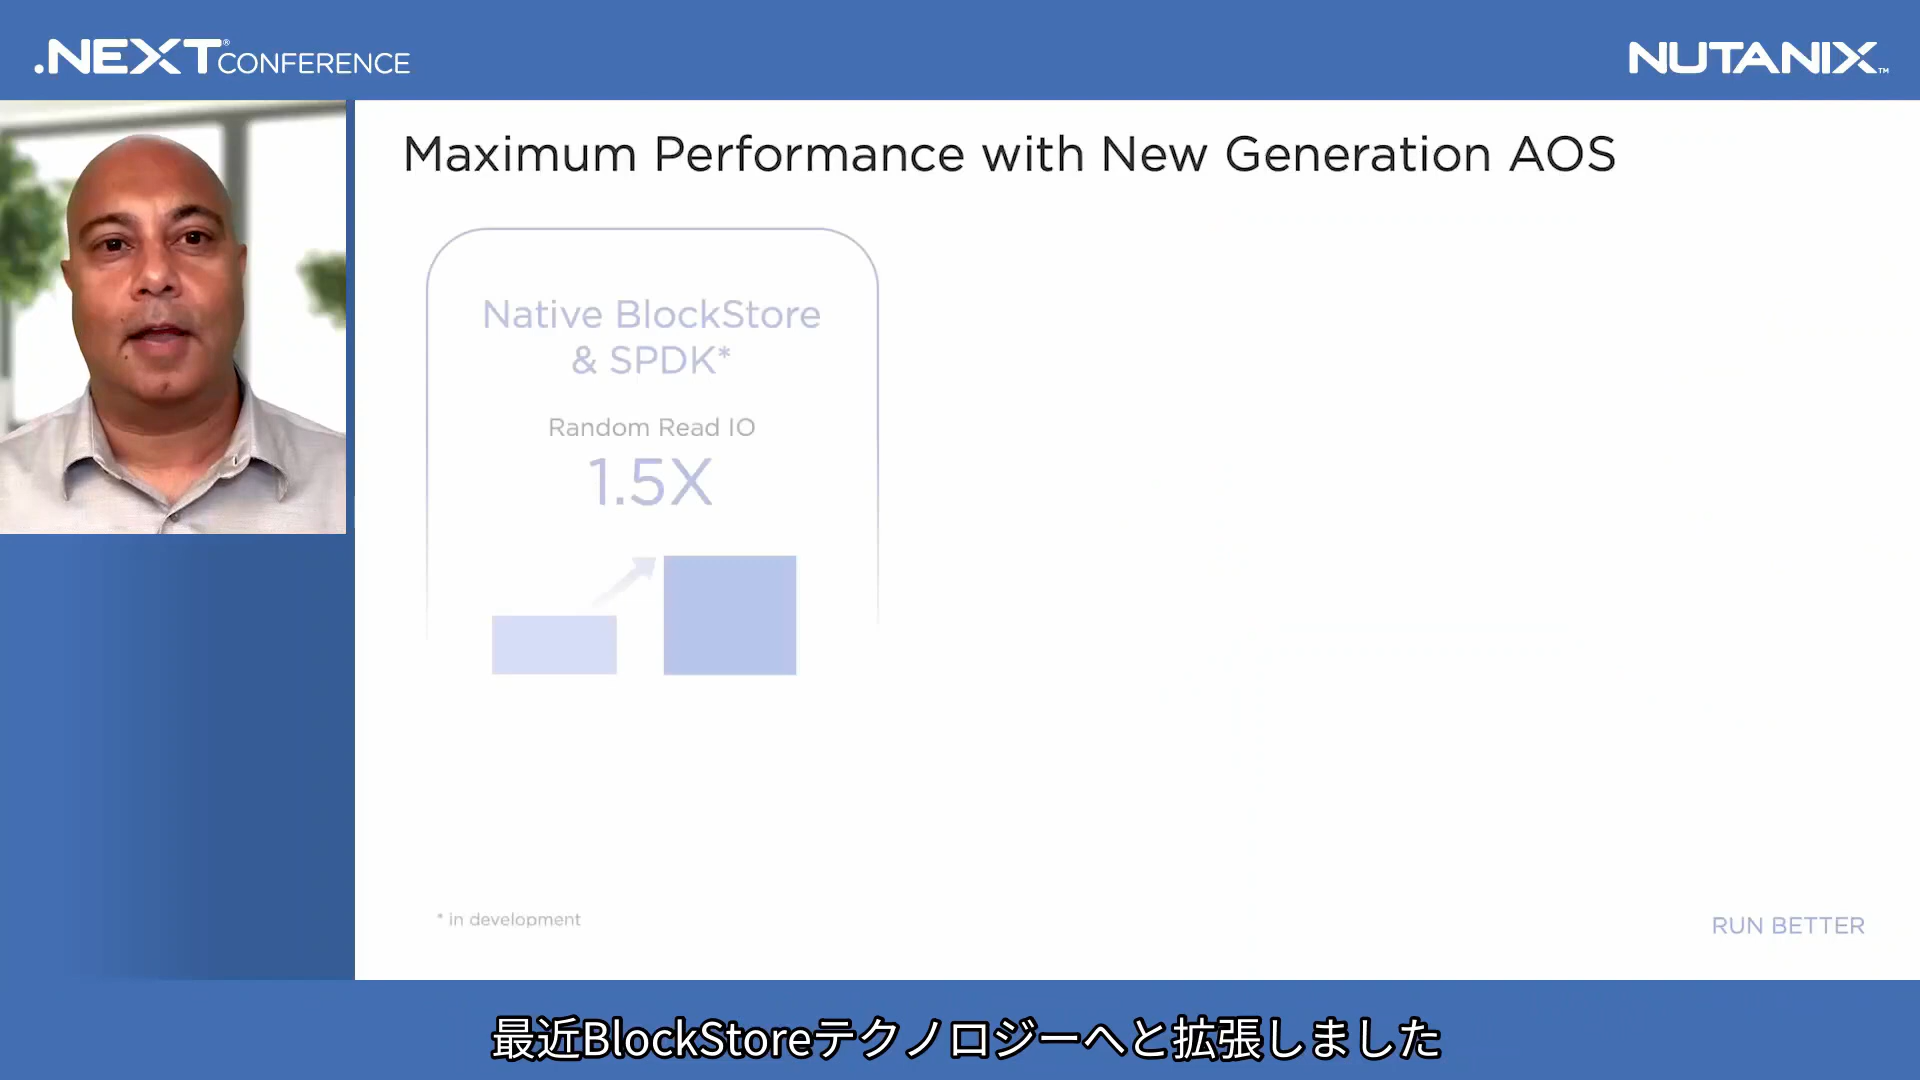 .NEXT® CONFERENCE
NUTANIX™
Maximum Performance with New Generation AOS
Native BlockStore
& SPDK*
Random Read IO
1.5X
* in development
RUN BETTER
最近BlockStoreテクノロジーへと拡張しました